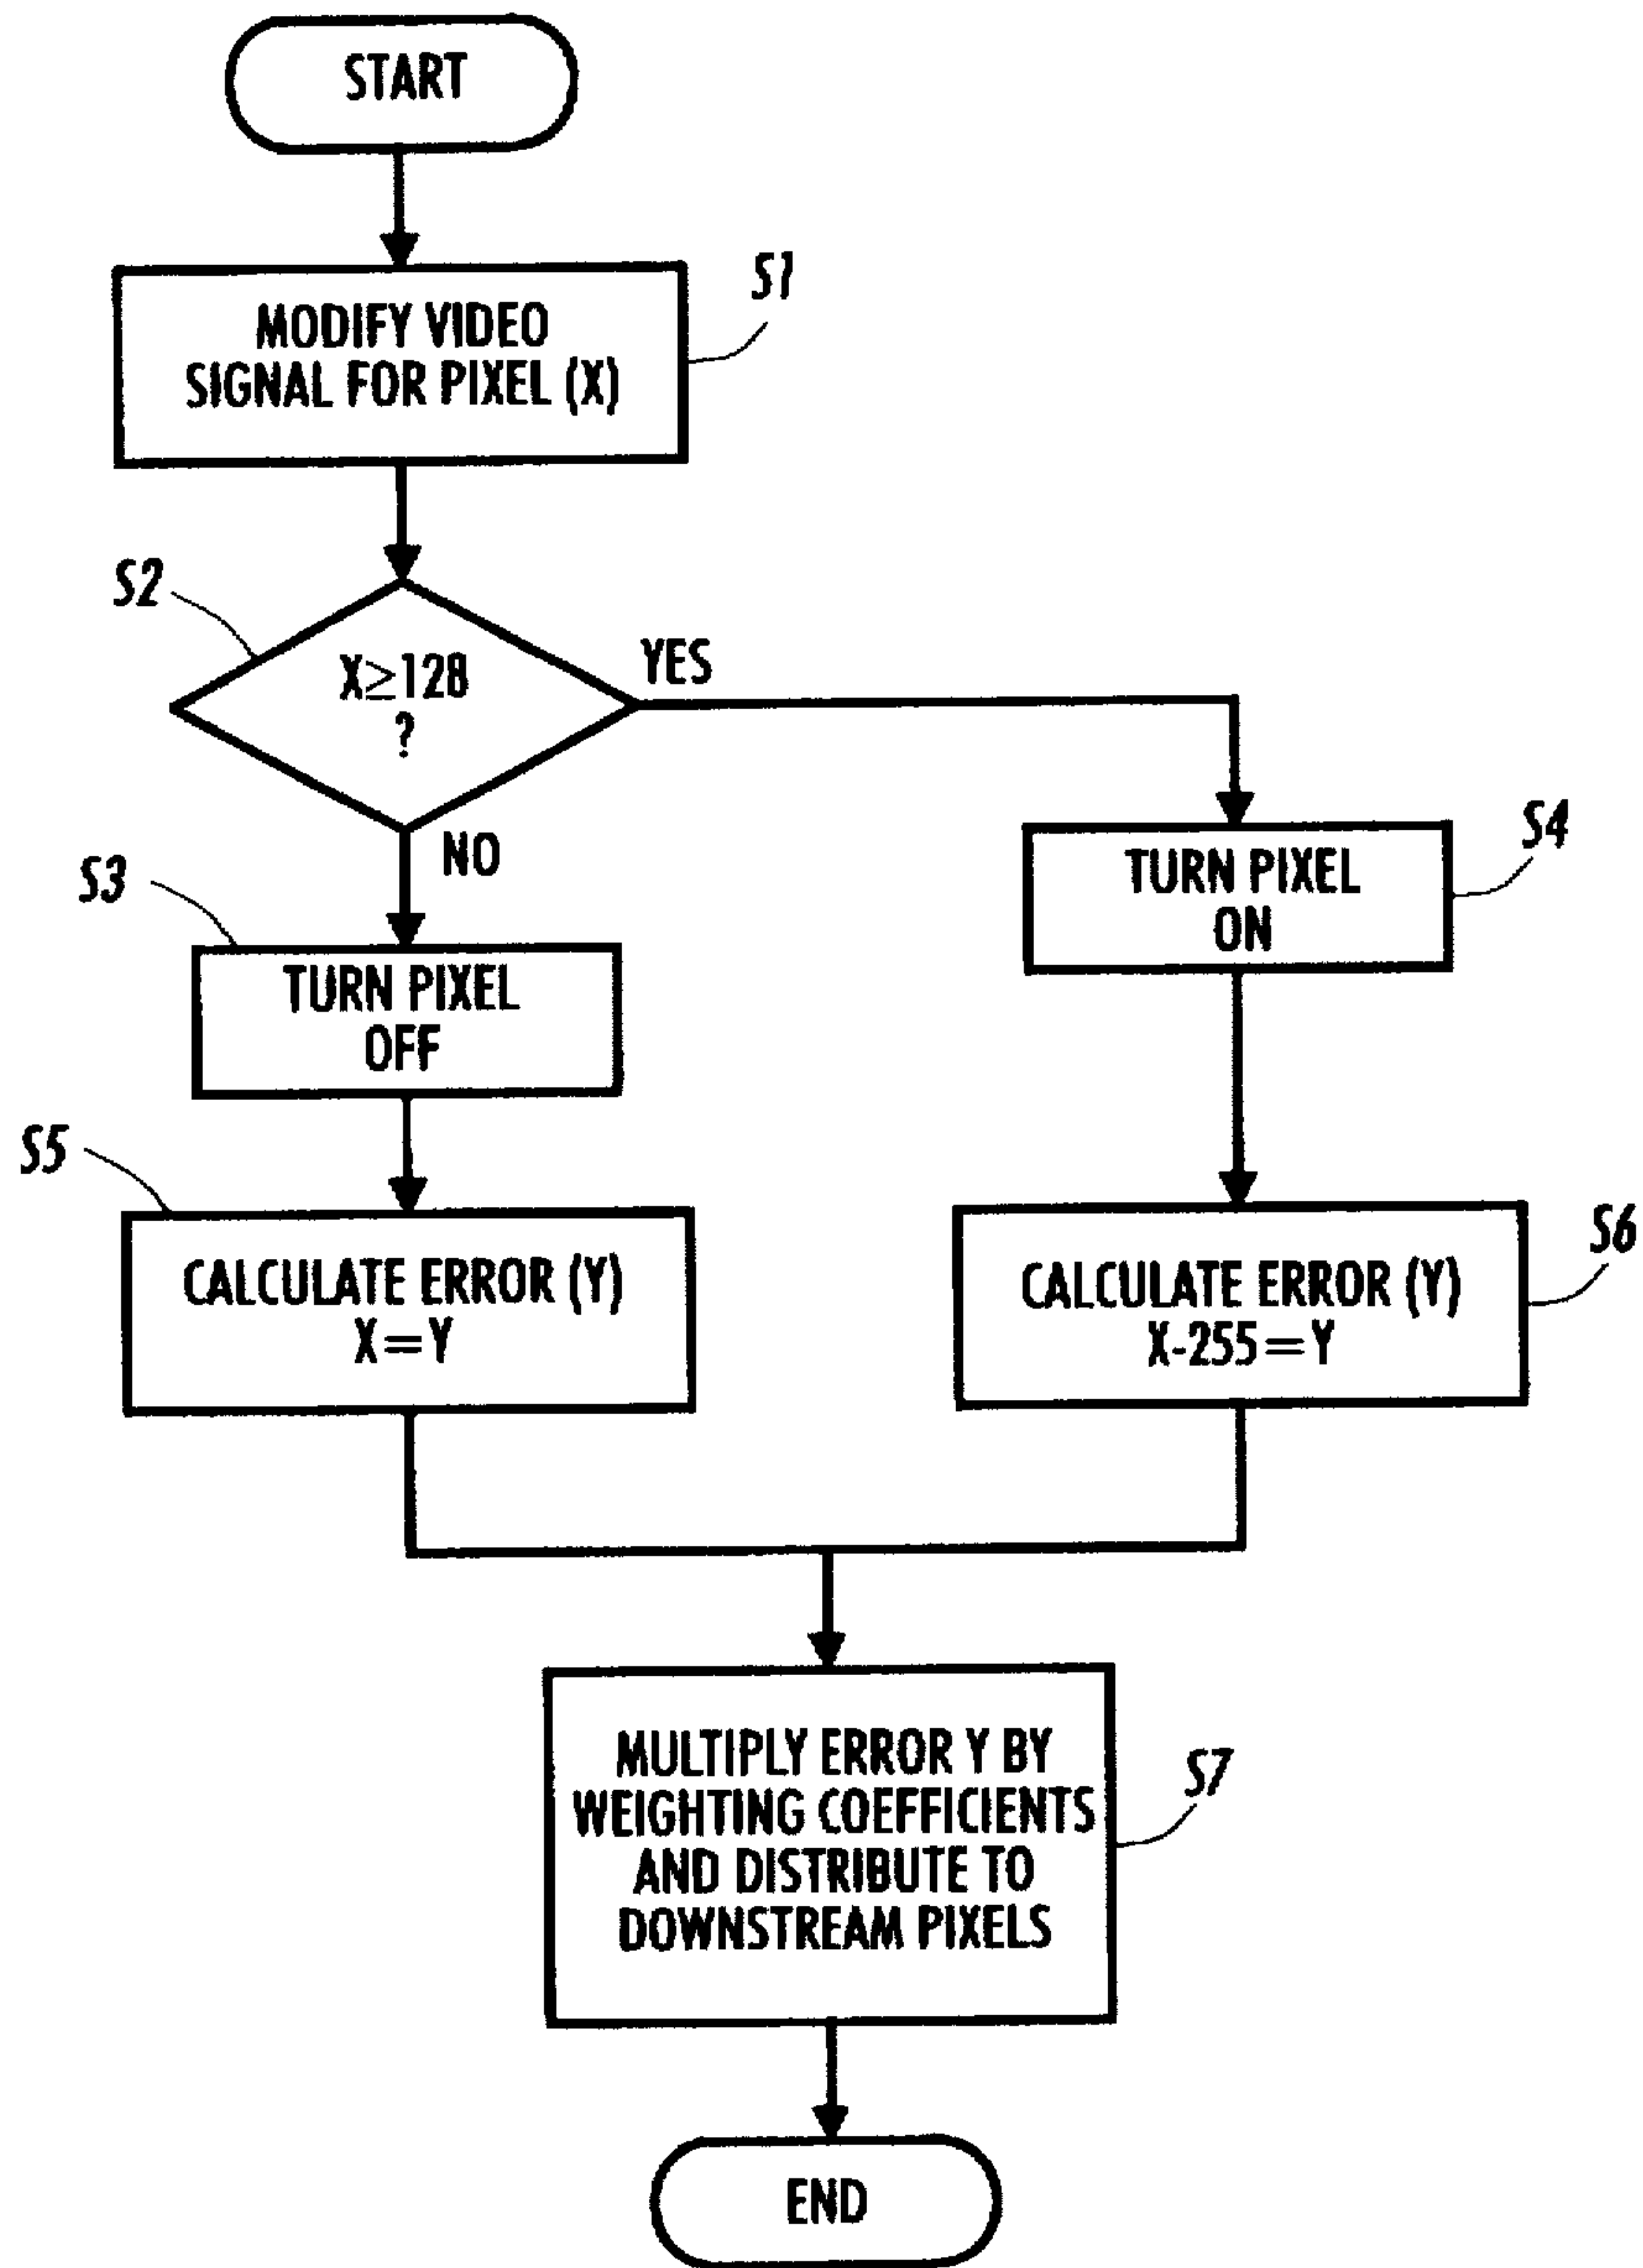 START
MODIFY VIDEO
SIGNAL FOR PIXEL (X)
S1
S2
X≥128
?
YES
NO
S3
TURN PIXEL
OFF
S4
TURN PIXEL
ON
S5
CALCULATE ERROR (Y)
X=Y
S6
CALCULATE ERROR (Y)
X-255=Y
MULTIPLY ERROR Y BY
WEIGHTING COEFFICIENTS
AND DISTRIBUTE TO
DOWNSTREAM PIXELS
S7
END